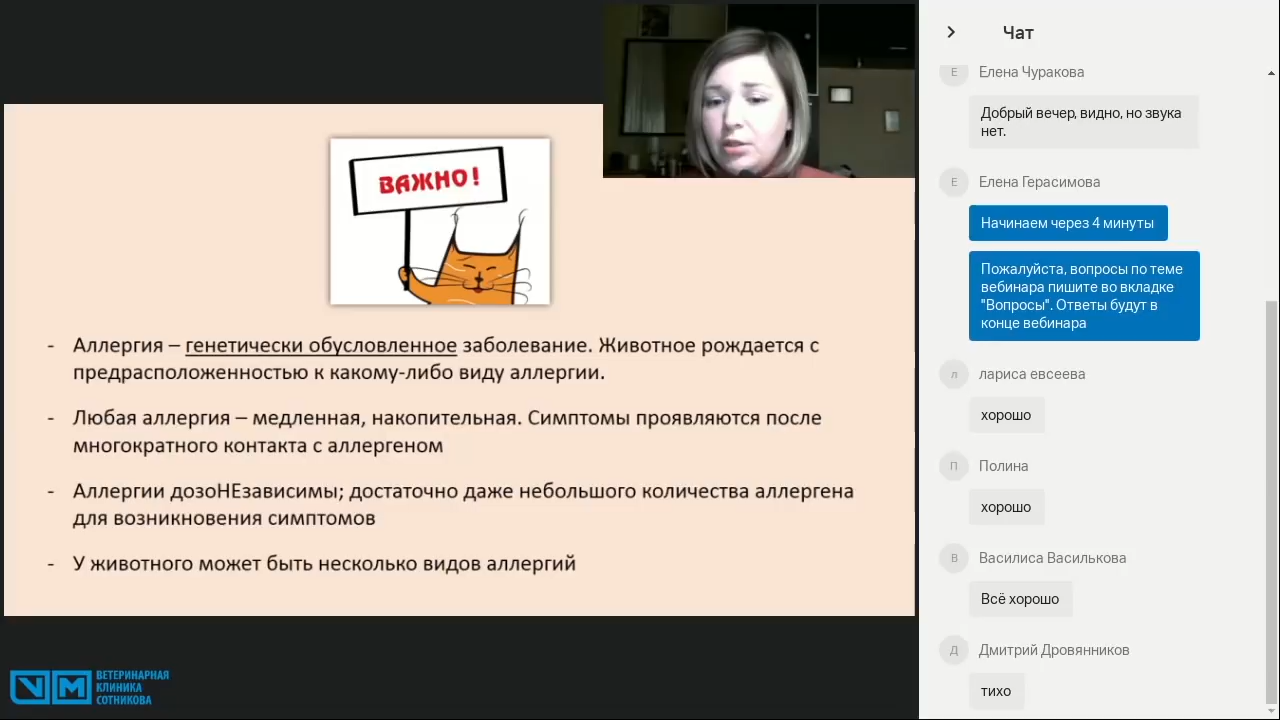 ВАЖНО!
- Аллергия – генетически обусловленное заболевание. Животное рождается с
предрасположенностью к какому-либо виду аллергии.
- Любая аллергия – медленная, накопительная. Симптомы проявляются после
многократного контакта с аллергеном
- Аллергии дозоНЕзависимы; достаточно даже небольшого количества аллергена
для возникновения симптомов
- У животного может быть несколько видов аллергий
VM
ВЕТЕРИНАРНАЯ
КЛИНИКА
СОТНИКОВА
Чат
Е
Елена Чуракова
Добрый вечер, видно, но звука
нет.
Е
Елена Герасимова
Начинаем через 4 минуты
Пожалуйста, вопросы по теме
вебинара пишите во вкладке
"Вопросы". Ответы будут в
конце вебинара
л
лариса евсеева
хорошо
П
Полина
хорошо
В
Василиса Василькова
Всё хорошо
Д
Дмитрий Дровянников
тихо